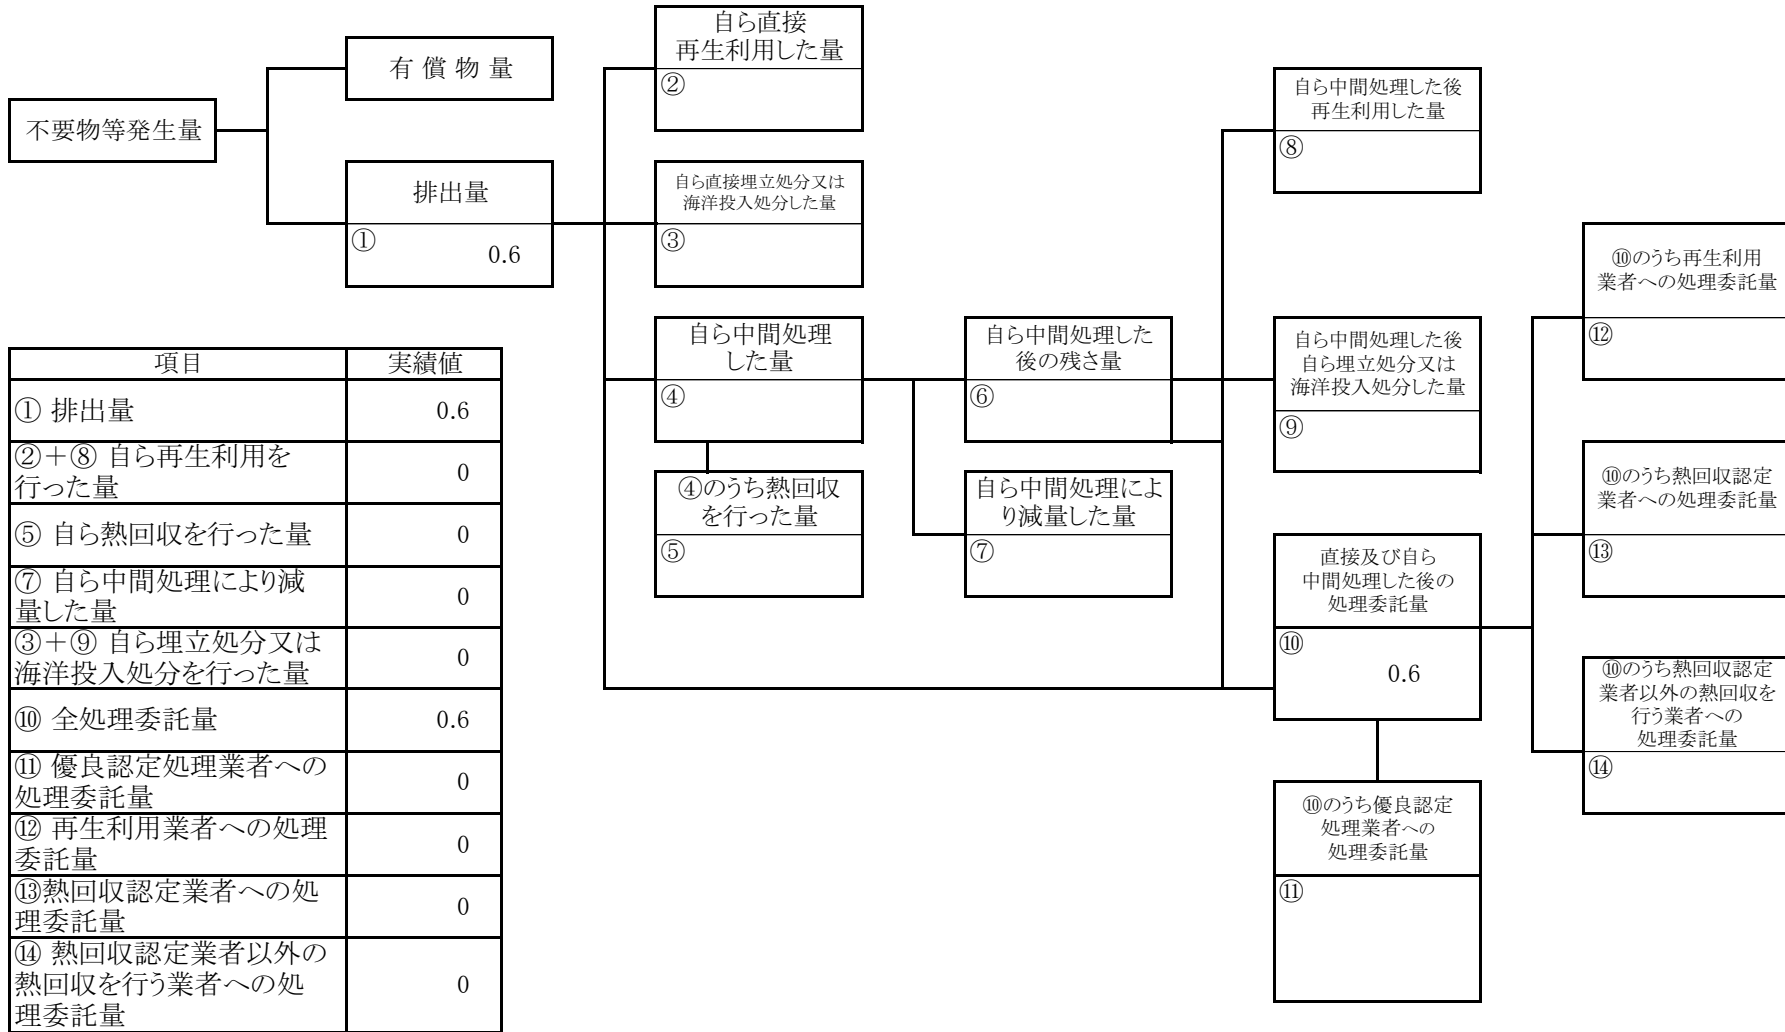 不要物等発生量
有 償 物 量
排出量
①
0.6
自ら直接
再生利用した量
②
自ら直接埋立処分又は
海洋投入処分した量
③
自ら中間処理
した量
④
④のうち熱回収
を行った量
⑤
自ら中間処理した
後の残さ量
⑥
自ら中間処理によ
り減量した量
⑦
自ら中間処理した後
再生利用した量
⑧
自ら中間処理した後
自ら埋立処分又は
海洋投入処分した量
⑨
直接及び自ら
中間処理した後の
処理委託量
⑩
0.6
⑩のうち優良認定
処理業者への
処理委託量
⑪
⑩のうち再生利用
業者への処理委託量
⑫
⑩のうち熱回収認定
業者への処理委託量
⑬
⑩のうち熱回収認定
業者以外の熱回収を
行う業者への
処理委託量
⑭
項目 実績値
① 排出量 0.6
②+⑧ 自ら再生利用を
行った量 0
⑤ 自ら熱回収を行った量 0
⑦ 自ら中間処理により減
量した量 0
③+⑨ 自ら埋立処分又は
海洋投入処分を行った量 0
⑩ 全処理委託量 0.6
⑪ 優良認定処理業者への
処理委託量 0
⑫ 再生利用業者への処理
委託量 0
⑬熱回収認定業者への処
理委託量 0
⑭ 熱回収認定業者以外の
熱回収を行う業者への処
理委託量 0